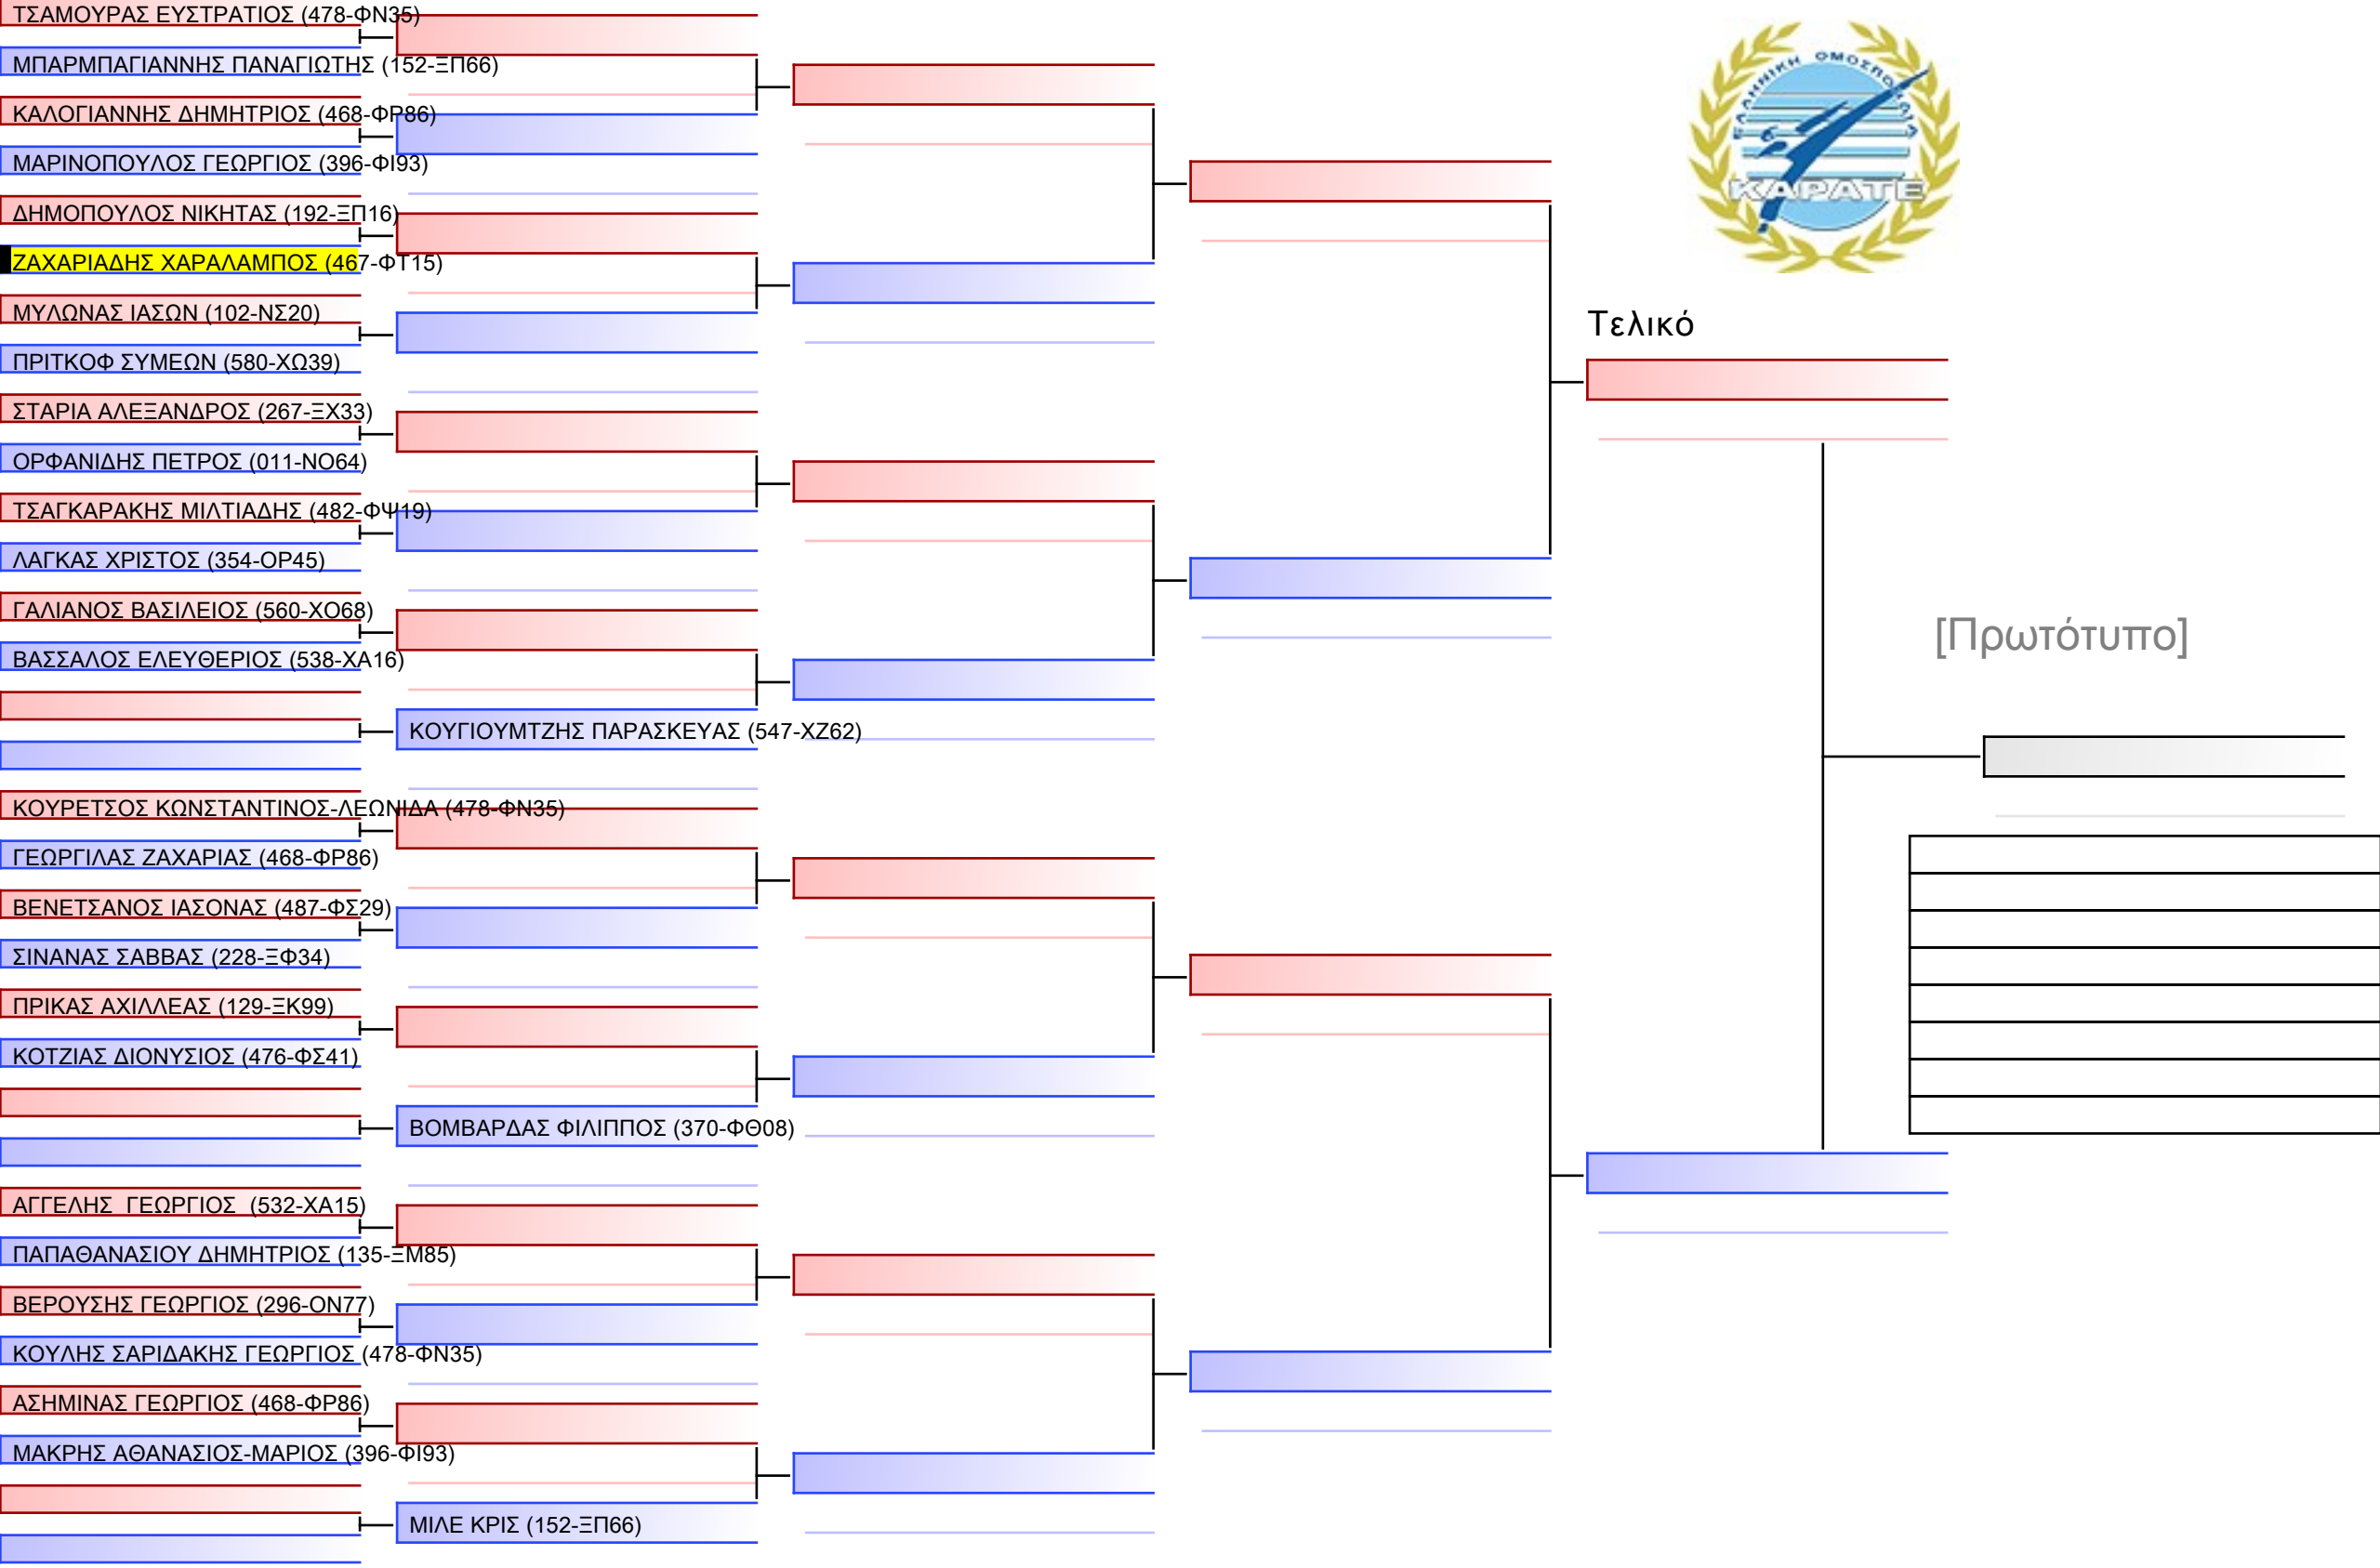 ΤΣΑΜΟΥΡΑΣ ΕΥΣΤΡΑΤΙΟΣ (478-ΦΝ35)
ΜΠΑΡΜΠΑΓΙΑΝΝΗΣ ΠΑΝΑΓΙΩΤΗΣ (152-ΞΠ66)
ΚΑΛΟΓΙΑΝΝΗΣ ΔΗΜΗΤΡΙΟΣ (468-ΦΡ86)
ΜΑΡΙΝΟΠΟΥΛΟΣ ΓΕΩΡΓΙΟΣ (396-ΦΙ93)
ΔΗΜΟΠΟΥΛΟΣ ΝΙΚΗΤΑΣ (192-ΞΠ16)
ΖΑΧΑΡΙΑΔΗΣ ΧΑΡΑΛΑΜΠΟΣ (467-ΦΤ15)
ΜΥΛΩΝΑΣ ΙΑΣΩΝ (102-ΝΣ20)
ΠΡΙΤΚΟΦ ΣΥΜΕΩΝ (580-ΧΩ39)
ΣΤΑΡΙΑ ΑΛΕΞΑΝΔΡΟΣ (267-ΞΧ33)
ΟΡΦΑΝΙΔΗΣ ΠΕΤΡΟΣ (011-ΝΟ64)
ΤΣΑΓΚΑΡΑΚΗΣ ΜΙΛΤΙΑΔΗΣ (482-ΦΨ19)
ΛΑΓΚΑΣ ΧΡΙΣΤΟΣ (354-ΟΡ45)
ΓΑΛΙΑΝΟΣ ΒΑΣΙΛΕΙΟΣ (560-ΧΟ68)
ΒΑΣΣΑΛΟΣ ΕΛΕΥΘΕΡΙΟΣ (538-ΧΑ16)
ΚΟΥΓΙΟΥΜΤΖΗΣ ΠΑΡΑΣΚΕΥΑΣ (547-ΧΖ62)
ΚΟΥΡΕΤΣΟΣ ΚΩΝΣΤΑΝΤΙΝΟΣ-ΛΕΩΝΙΔΑ (478-ΦΝ35)
ΓΕΩΡΓΙΛΑΣ ΖΑΧΑΡΙΑΣ (468-ΦΡ86)
ΒΕΝΕΤΣΑΝΟΣ ΙΑΣΟΝΑΣ (487-ΦΣ29)
ΣΙΝΑΝΑΣ ΣΑΒΒΑΣ (228-ΞΦ34)
ΠΡΙΚΑΣ ΑΧΙΛΛΕΑΣ (129-ΞΚ99)
ΚΟΤΖΙΑΣ ΔΙΟΝΥΣΙΟΣ (476-ΦΣ41)
ΒΟΜΒΑΡΔΑΣ ΦΙΛΙΠΠΟΣ (370-ΦΘ08)
ΑΓΓΕΛΗΣ  ΓΕΩΡΓΙΟΣ  (532-ΧΑ15)
ΠΑΠΑΘΑΝΑΣΙΟΥ ΔΗΜΗΤΡΙΟΣ (135-ΞΜ85)
ΒΕΡΟΥΣΗΣ ΓΕΩΡΓΙΟΣ (296-ΟΝ77)
ΚΟΥΛΗΣ ΣΑΡΙΔΑΚΗΣ ΓΕΩΡΓΙΟΣ (478-ΦΝ35)
ΑΣΗΜΙΝΑΣ ΓΕΩΡΓΙΟΣ (468-ΦΡ86)
ΜΑΚΡΗΣ ΑΘΑΝΑΣΙΟΣ-ΜΑΡΙΟΣ (396-ΦΙ93)
ΜΙΛΕ ΚΡΙΣ (152-ΞΠ66)
ΕΛΛΗΝΙΚΗ ΟΜΟΣΠΟΝΔΙΑ
ΚΑΡΑΤΕ
Τελικό
[Πρωτότυπο]